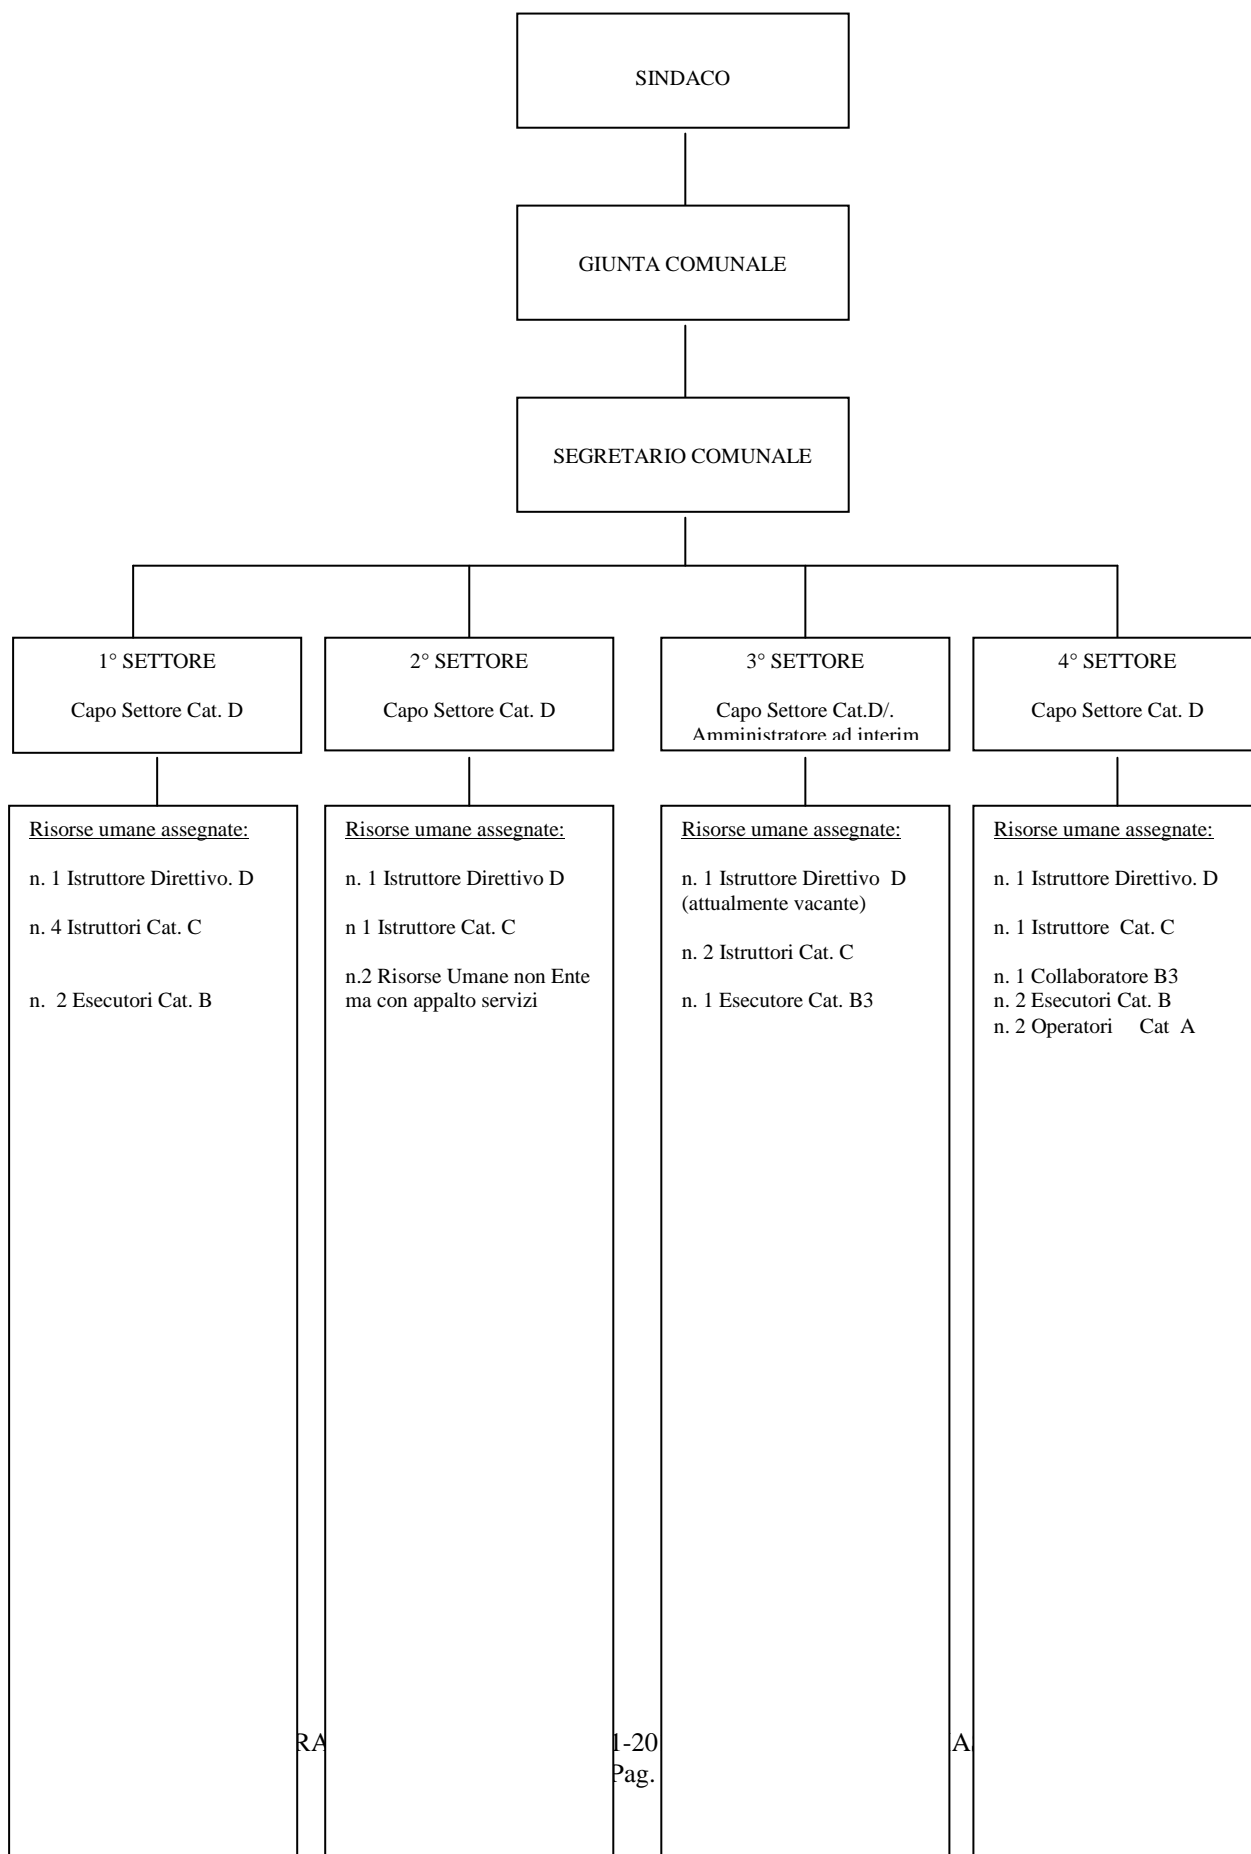 SINDACO
GIUNTA COMUNALE
SEGRETARIO COMUNALE
1° SETTORE
Capo Settore Cat. D
2° SETTORE
Capo Settore Cat. D
3° SETTORE
Capo Settore Cat.D/.
Amministratore ad interim
4° SETTORE
Capo Settore Cat. D
Risorse umane assegnate:
n. 1 Istruttore Direttivo. D
n. 4 Istruttori Cat. C
n. 2 Esecutori Cat. B
Risorse umane assegnate:
n. 1 Istruttore Direttivo D
n 1 Istruttore Cat. C
n.2 Risorse Umane non Ente
ma con appalto servizi
Risorse umane assegnate:
n. 1 Istruttore Direttivo D
(attualmente vacante)
n. 2 Istruttori Cat. C
n. 1 Esecutore Cat. B3
Risorse umane assegnate:
n. 1 Istruttore Direttivo. D
n. 1 Istruttore Cat. C
n. 1 Collaboratore B3
n. 2 Esecutori Cat. B
n. 2 Operatori Cat A
1-20
Pag.